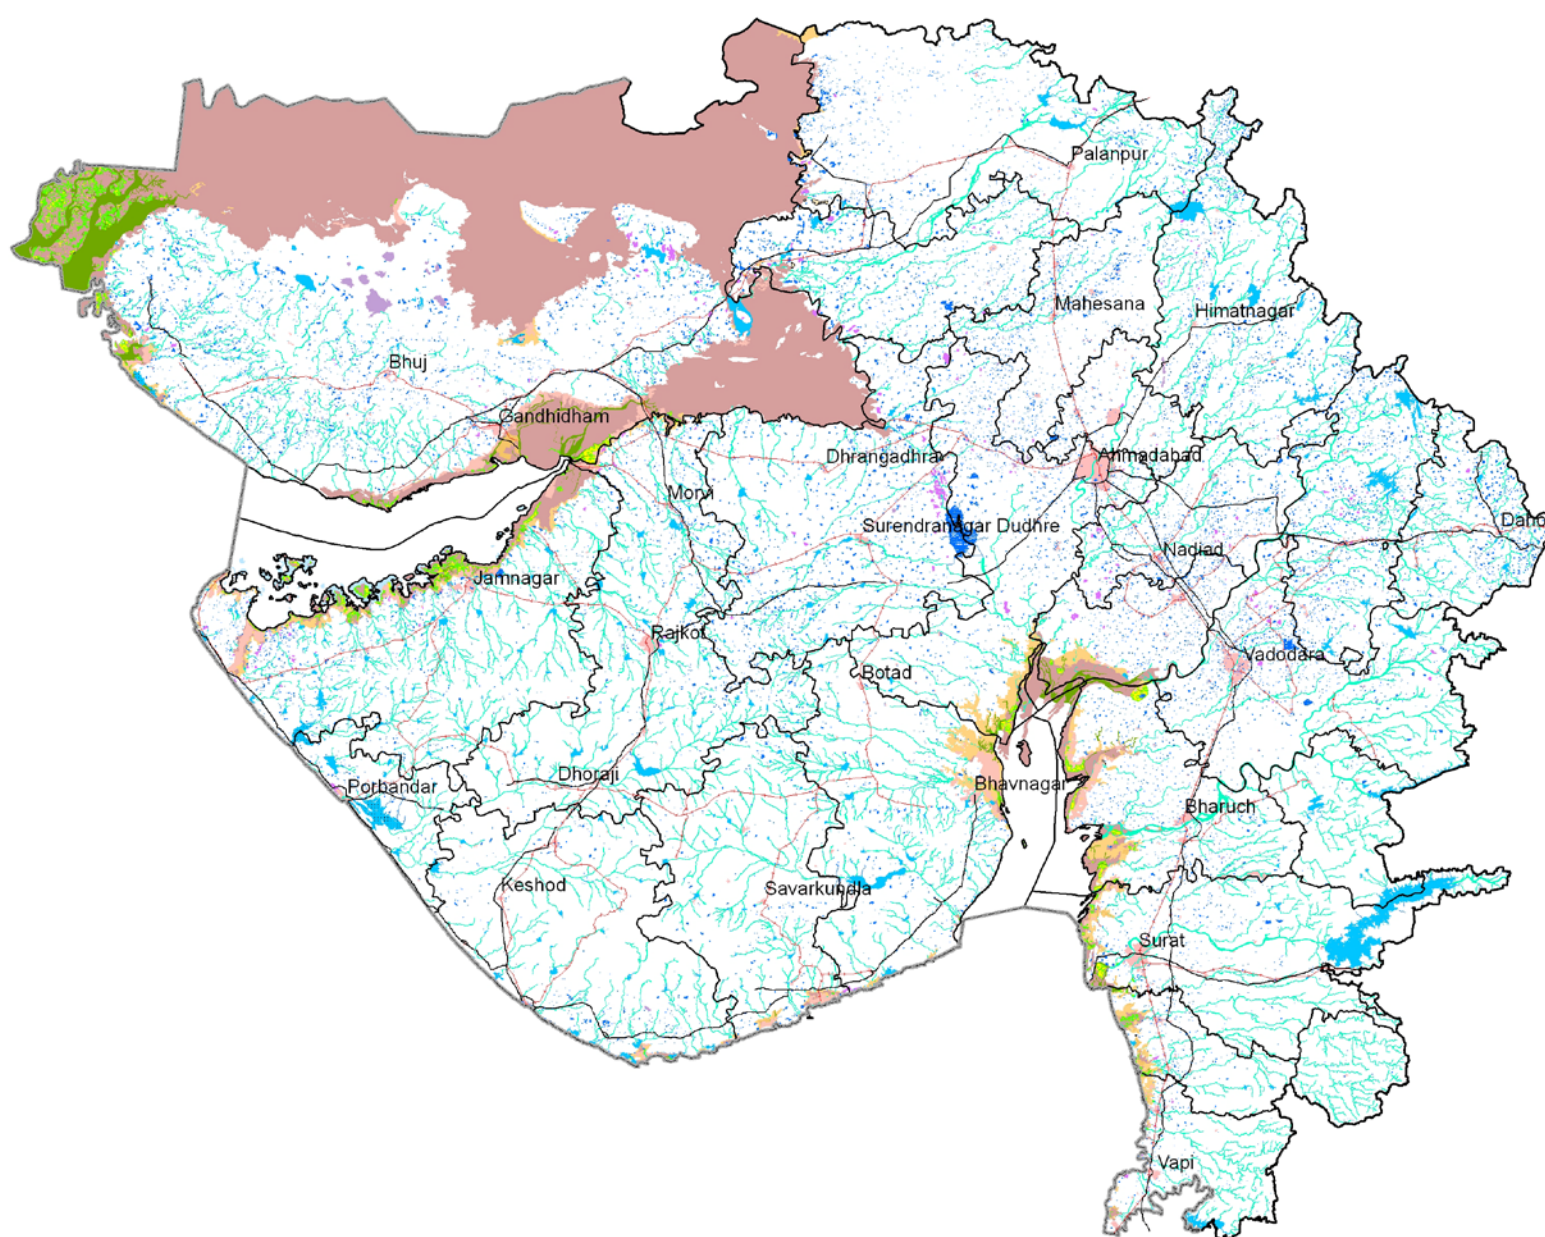 Palanpur
Mahesana
Himatnagar
Bhuj
Gandhidham
Dhrangadhra
Ahmadabad
Morvi
Surendranagar Dudhre
Daho
Nadiad
Jamnagar
Rajkot
Vadodara
Botad
Dhoraji
Porbandar
Bhavnagar
Bharuch
Keshod
Savarkundla
Surat
Vapi